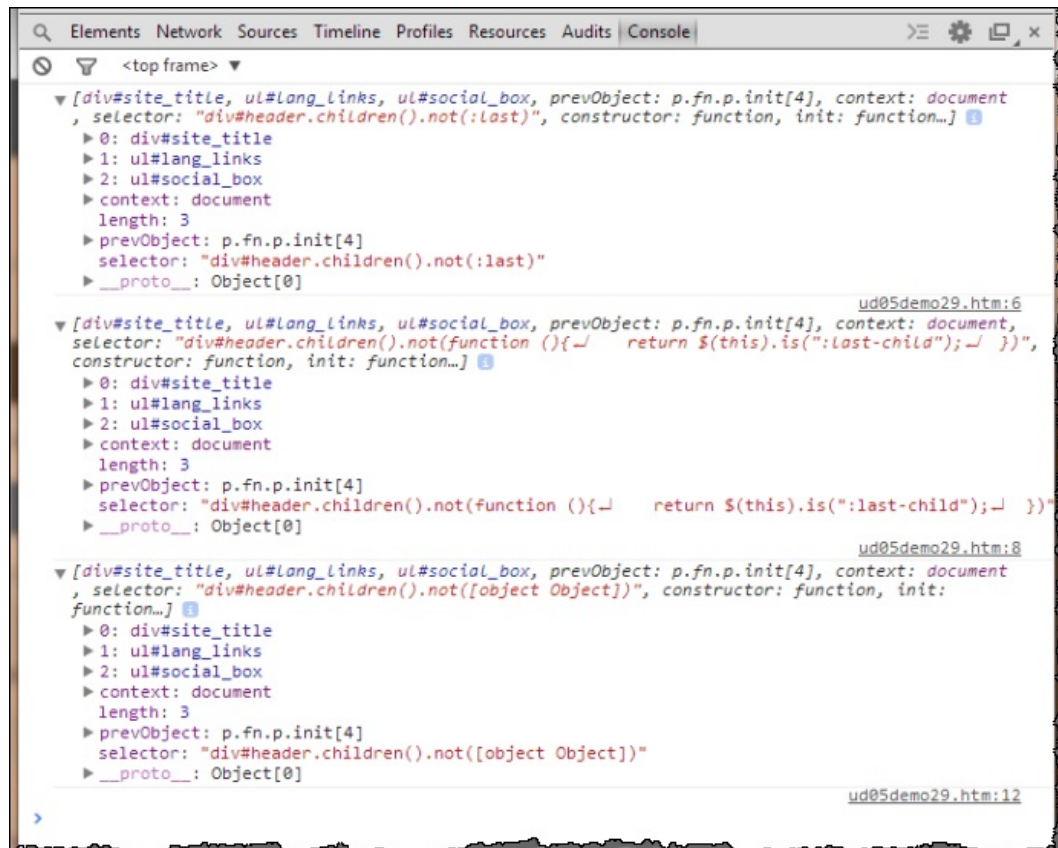 Elements Network Sources Timeline Profiles Resources Audits Console
<top frame> ▼
▼ [div#site_title, ul#lang_links, ul#social_box, prevObject: p.fn.p.init[4], context: document
, selector: "div#header.children().not(:last)", constructor: function, init: function…]
▶ 0: div#site_title
▶ 1: ul#lang_links
▶ 2: ul#social_box
▶ context: document
length: 3
▶ prevObject: p.fn.p.init[4]
selector: "div#header.children().not(:last)"
▶ __proto__: Object[0]
ud05demo29.htm:6
▼ [div#site_title, ul#lang_links, ul#social_box, prevObject: p.fn.p.init[4], context: document,
selector: "div#header.children().not(function (){↵ return $(this).is(":last-child");↵ })",
constructor: function, init: function…]
▶ 0: div#site_title
▶ 1: ul#lang_links
▶ 2: ul#social_box
▶ context: document
length: 3
▶ prevObject: p.fn.p.init[4]
selector: "div#header.children().not(function (){↵ return $(this).is(":last-child");↵ })"
▶ __proto__: Object[0]
ud05demo29.htm:8
▼ [div#site_title, ul#lang_links, ul#social_box, prevObject: p.fn.p.init[4], context: document
, selector: "div#header.children().not([object Object])", constructor: function, init:
function…]
▶ 0: div#site_title
▶ 1: ul#lang_links
▶ 2: ul#social_box
▶ context: document
length: 3
▶ prevObject: p.fn.p.init[4]
selector: "div#header.children().not([object Object])"
▶ __proto__: Object[0]
ud05demo29.htm:12